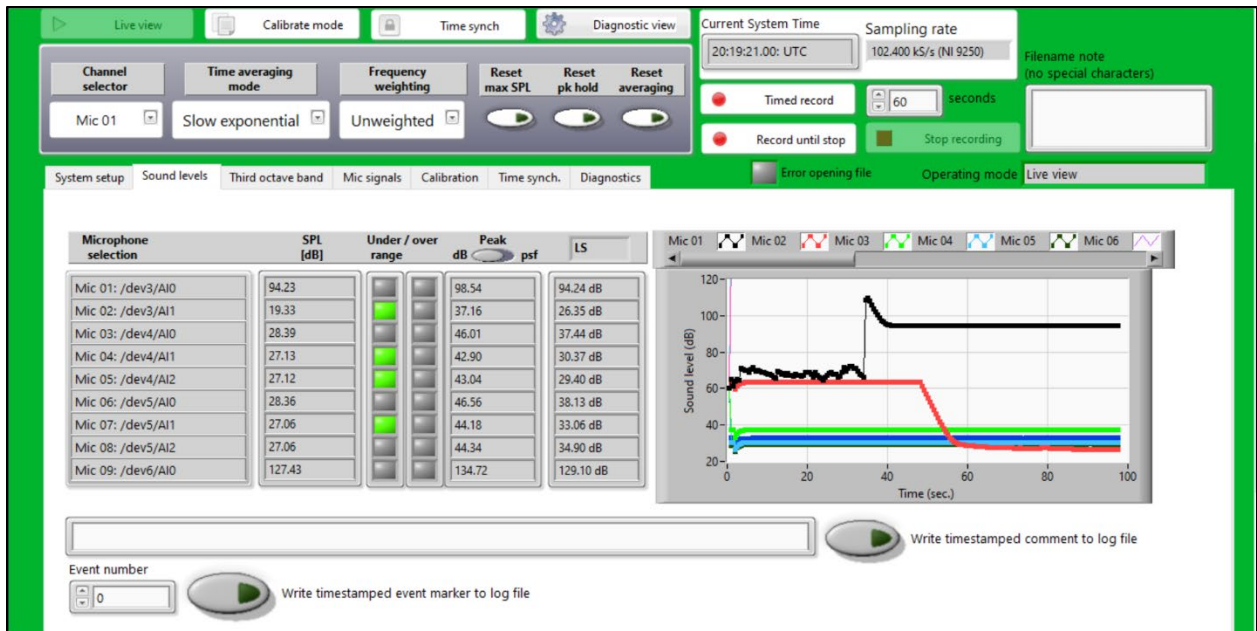 Live view
Calibrate mode
Time synch
Diagnostic view
Current System Time
20:19:21.00: UTC
Sampling rate
102.400 kS/s (NI 9250)
Filename note
(no special characters)
Channel selector
Mic 01
Time averaging mode
Slow exponential
Frequency weighting
Unweighted
Reset max SPL
Reset pk hold
Reset averaging
Timed record
60
seconds
Record until stop
Stop recording
Error opening file
Operating mode
Live view
System setup
Sound levels
Third octave band
Mic signals
Calibration
Time synch.
Diagnostics
Microphone selection
SPL [dB]
Under / over range
Peak
dB
psf
LS
Mic 01: /dev3/AI0 94.23 98.54 94.24 dB
Mic 02: /dev3/AI1 19.33 37.16 26.35 dB
Mic 03: /dev4/AI0 28.39 46.01 37.44 dB
Mic 04: /dev4/AI1 27.13 42.90 30.37 dB
Mic 05: /dev4/AI2 27.12 43.04 29.40 dB
Mic 06: /dev5/AI0 28.36 46.56 38.13 dB
Mic 07: /dev5/AI1 27.06 44.18 33.06 dB
Mic 08: /dev5/AI2 27.06 44.34 34.90 dB
Mic 09: /dev6/AI0 127.43 134.72 129.10 dB
Mic 01 Mic 02 Mic 03 Mic 04 Mic 05 Mic 06
Sound level (dB)
120
100
80
60
40
20
0 20 40 60 80 100
Time (sec.)
Write timestamped comment to log file
Event number
0
Write timestamped event marker to log file